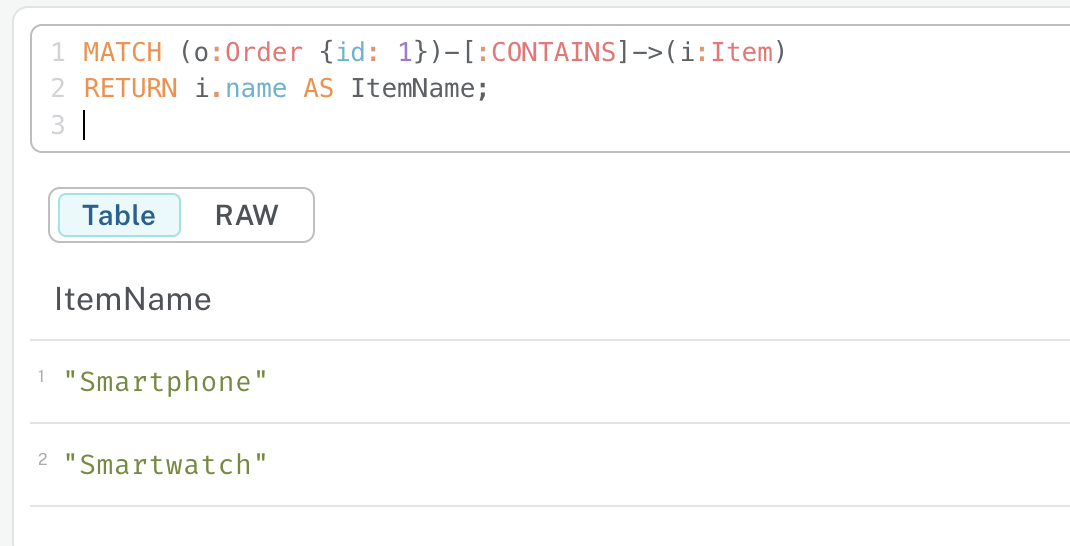 1 MATCH (o:Order {id: 1})-[:CONTAINS]->(i:Item)
2 RETURN i.name AS ItemName;
3
Table RAW
ItemName
1 "Smartphone"
2 "Smartwatch"